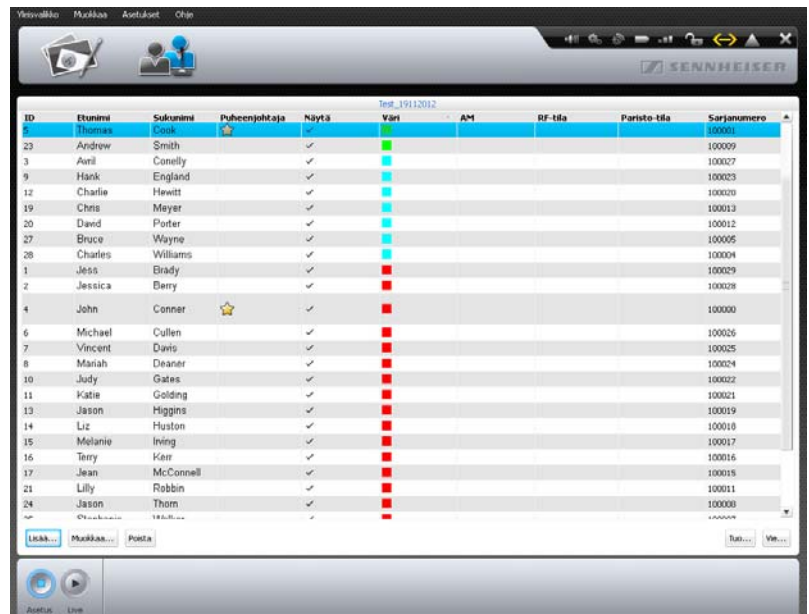 Yleisvalikko Muokkaa Asetukset Ohje
SENNHEISER
Test_19112012
ID Etunimi Sukunimi Puheenjohtaja Näytä Väri AM RF-tila Paristo-tila Sarjanumero
5 Thomas Cook 100001
23 Andrew Smith 100009
3 Avril Conelly 100027
9 Hank England 100023
12 Charlie Hewitt 100020
19 Chris Meyer 100013
20 David Porter 100012
27 Bruce Wayne 100005
28 Charles Williams 100004
1 Jess Brady 100029
2 Jessica Berry 100028
4 John Conner 100000
6 Michael Cullen 100026
7 Vincent Davis 100025
8 Mariah Deaner 100024
10 Judy Gates 100022
11 Katie Golding 100021
13 Jason Higgins 100019
14 Liz Huston 100018
15 Melanie Irving 100017
16 Terry Kerr 100016
17 Jean McConnell 100015
21 Lilly Robbin 100011
24 Jason Thorn 100008
Lisää... Muokkaa... Poista Tuo... Vie...
Asetus Live